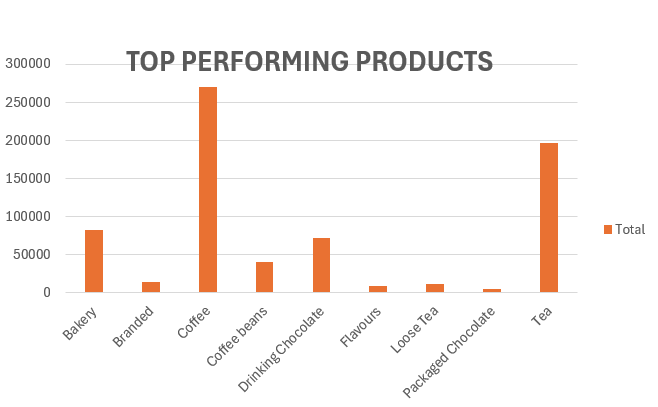 TOP PERFORMING PRODUCTS
300000
250000
200000
150000
100000
50000
0
Bakery
Branded
Coffee
Coffee beans
Drinking Chocolate
Flavours
Loose Tea
Packaged Chocolate
Tea
Total